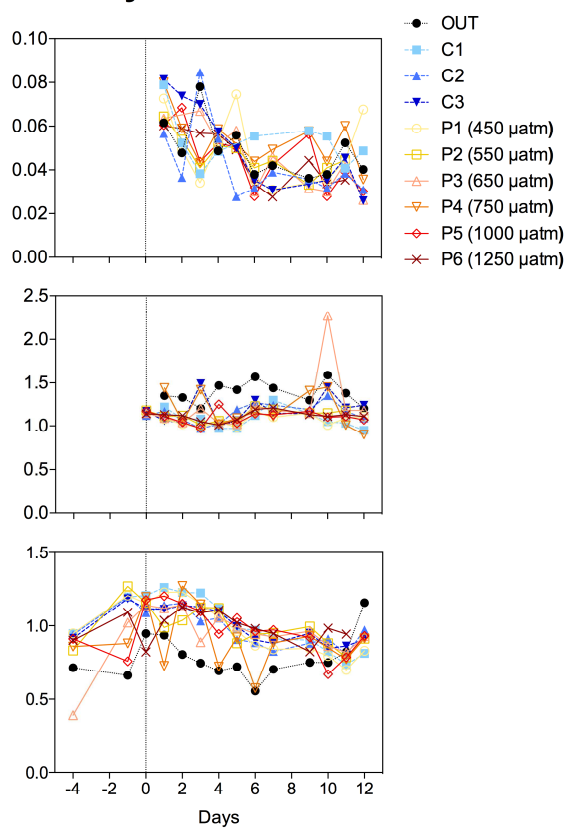 0.10
0.08
0.06
0.04
0.02
0.00
OUT
C1
C2
C3
P1 (450 µatm)
P2 (550 µatm)
P3 (650 µatm)
P4 (750 µatm)
P5 (1000 µatm)
P6 (1250 µatm)
2.5
2.0
1.5
1.0
0.5
0.0
1.5
1.0
0.5
0.0
-4 -2 0 2 4 6 8 10 12
Days